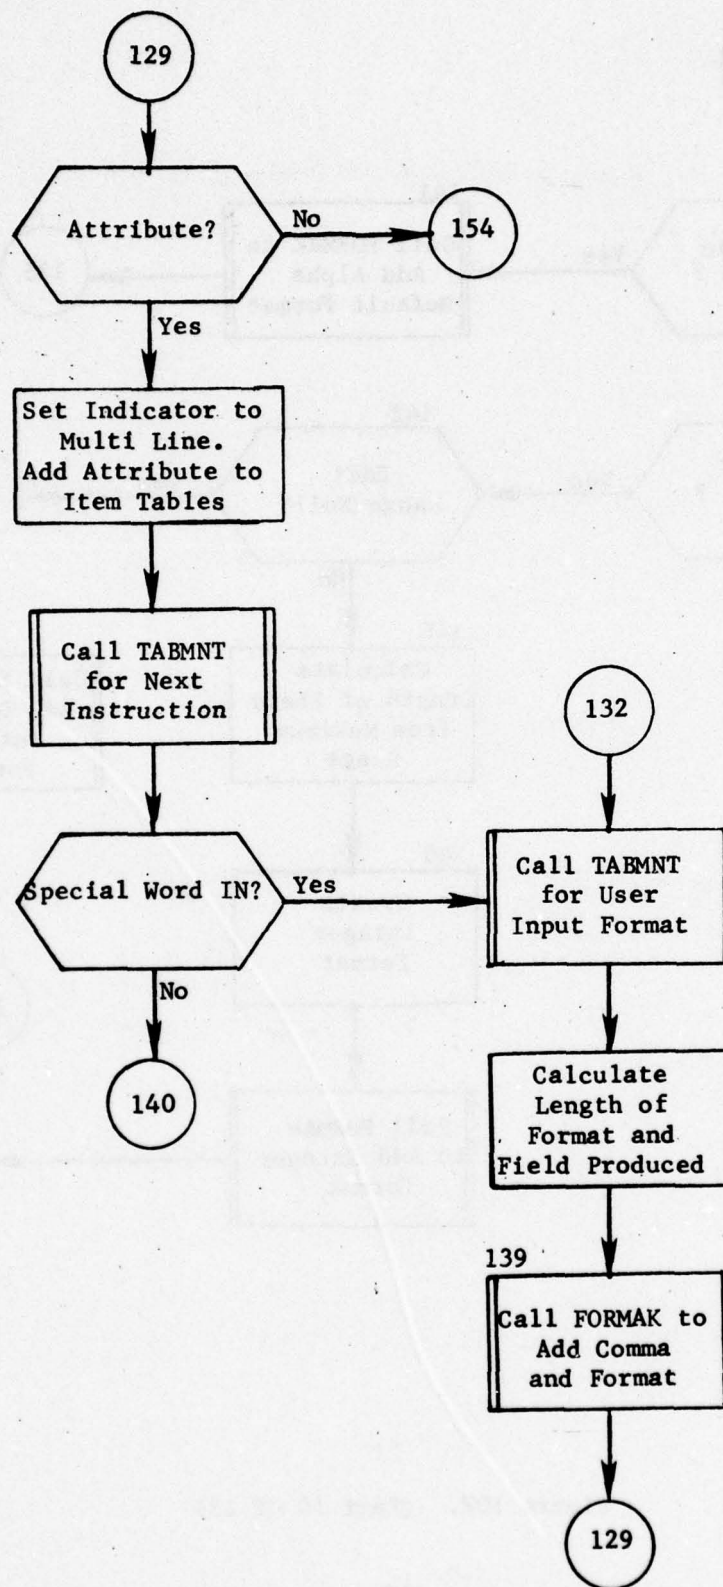 129
Attribute?
No
154
Yes
Set Indicator to
Multi Line.
Add Attribute to
Item Tables
Call TABMNT
for Next
Instruction
Special Word IN?
Yes
No
140
132
Call TABMNT
for User
Input Format
Calculate
Length of
Format and
Field Produced
139
Call FORMAK to
Add Comma
and Format
129